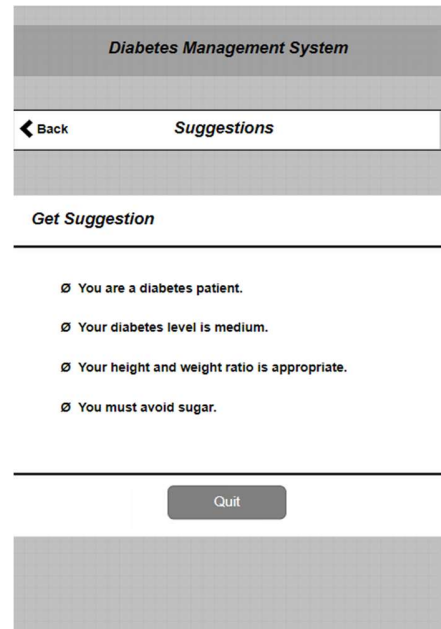 Diabetes Management System
Back Suggestions
Get Suggestion
Ø You are a diabetes patient.
Ø Your diabetes level is medium.
Ø Your height and weight ratio is appropriate.
Ø You must avoid sugar.
Quit